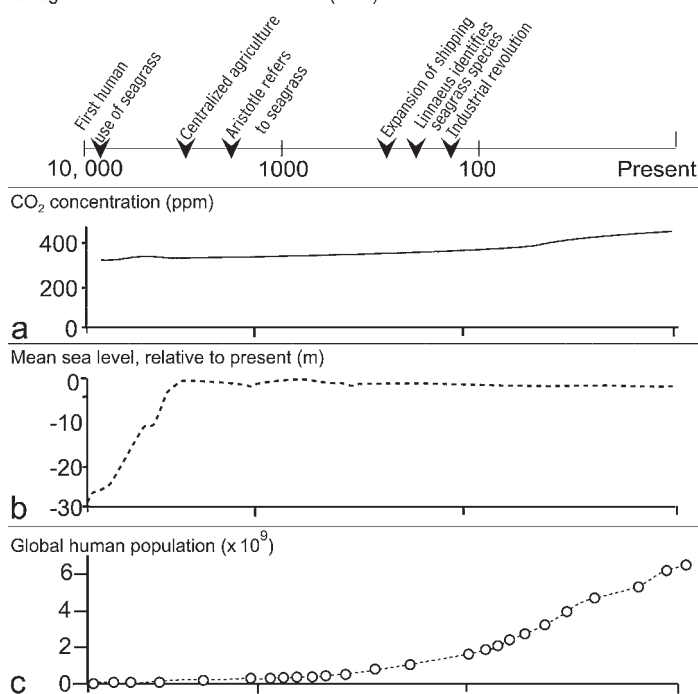 First human
use of seagrass
Centralized agriculture
Aristotle refers
to seagrass
Expansion of shipping
Linnaeus identifies
seagrass species
Industrial revolution
10, 000
1000
100
Present
CO₂ concentration (ppm)
400
200
0
a
Mean sea level, relative to present (m)
0
-10
-20
-30
b
Global human population (x 10⁹)
6
4
2
0
c